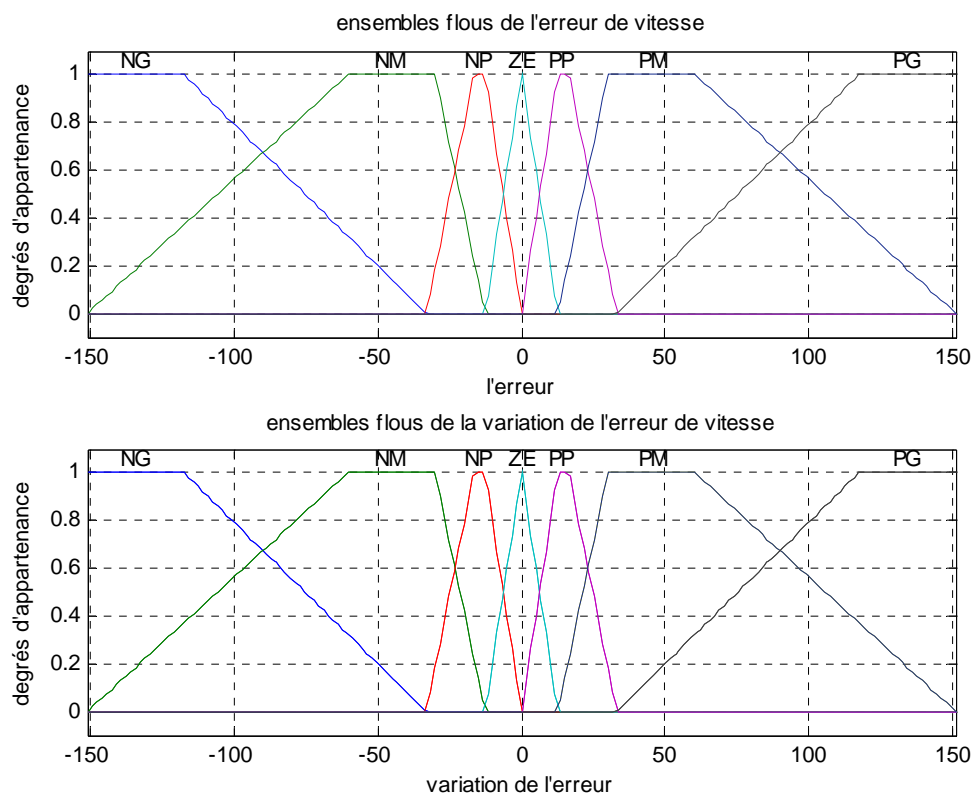 ensembles flous de l'erreur de vitesse
NG NM NP ZE PP PM PG
1
0.8
0.6
0.4
0.2
0
degrés d'appartenance
-150 -100 -50 0 50 100 150
l'erreur
ensembles flous de la variation de l'erreur de vitesse
NG NM NP ZE PP PM PG
1
0.8
0.6
0.4
0.2
0
degrés d'appartenance
-150 -100 -50 0 50 100 150
variation de l'erreur